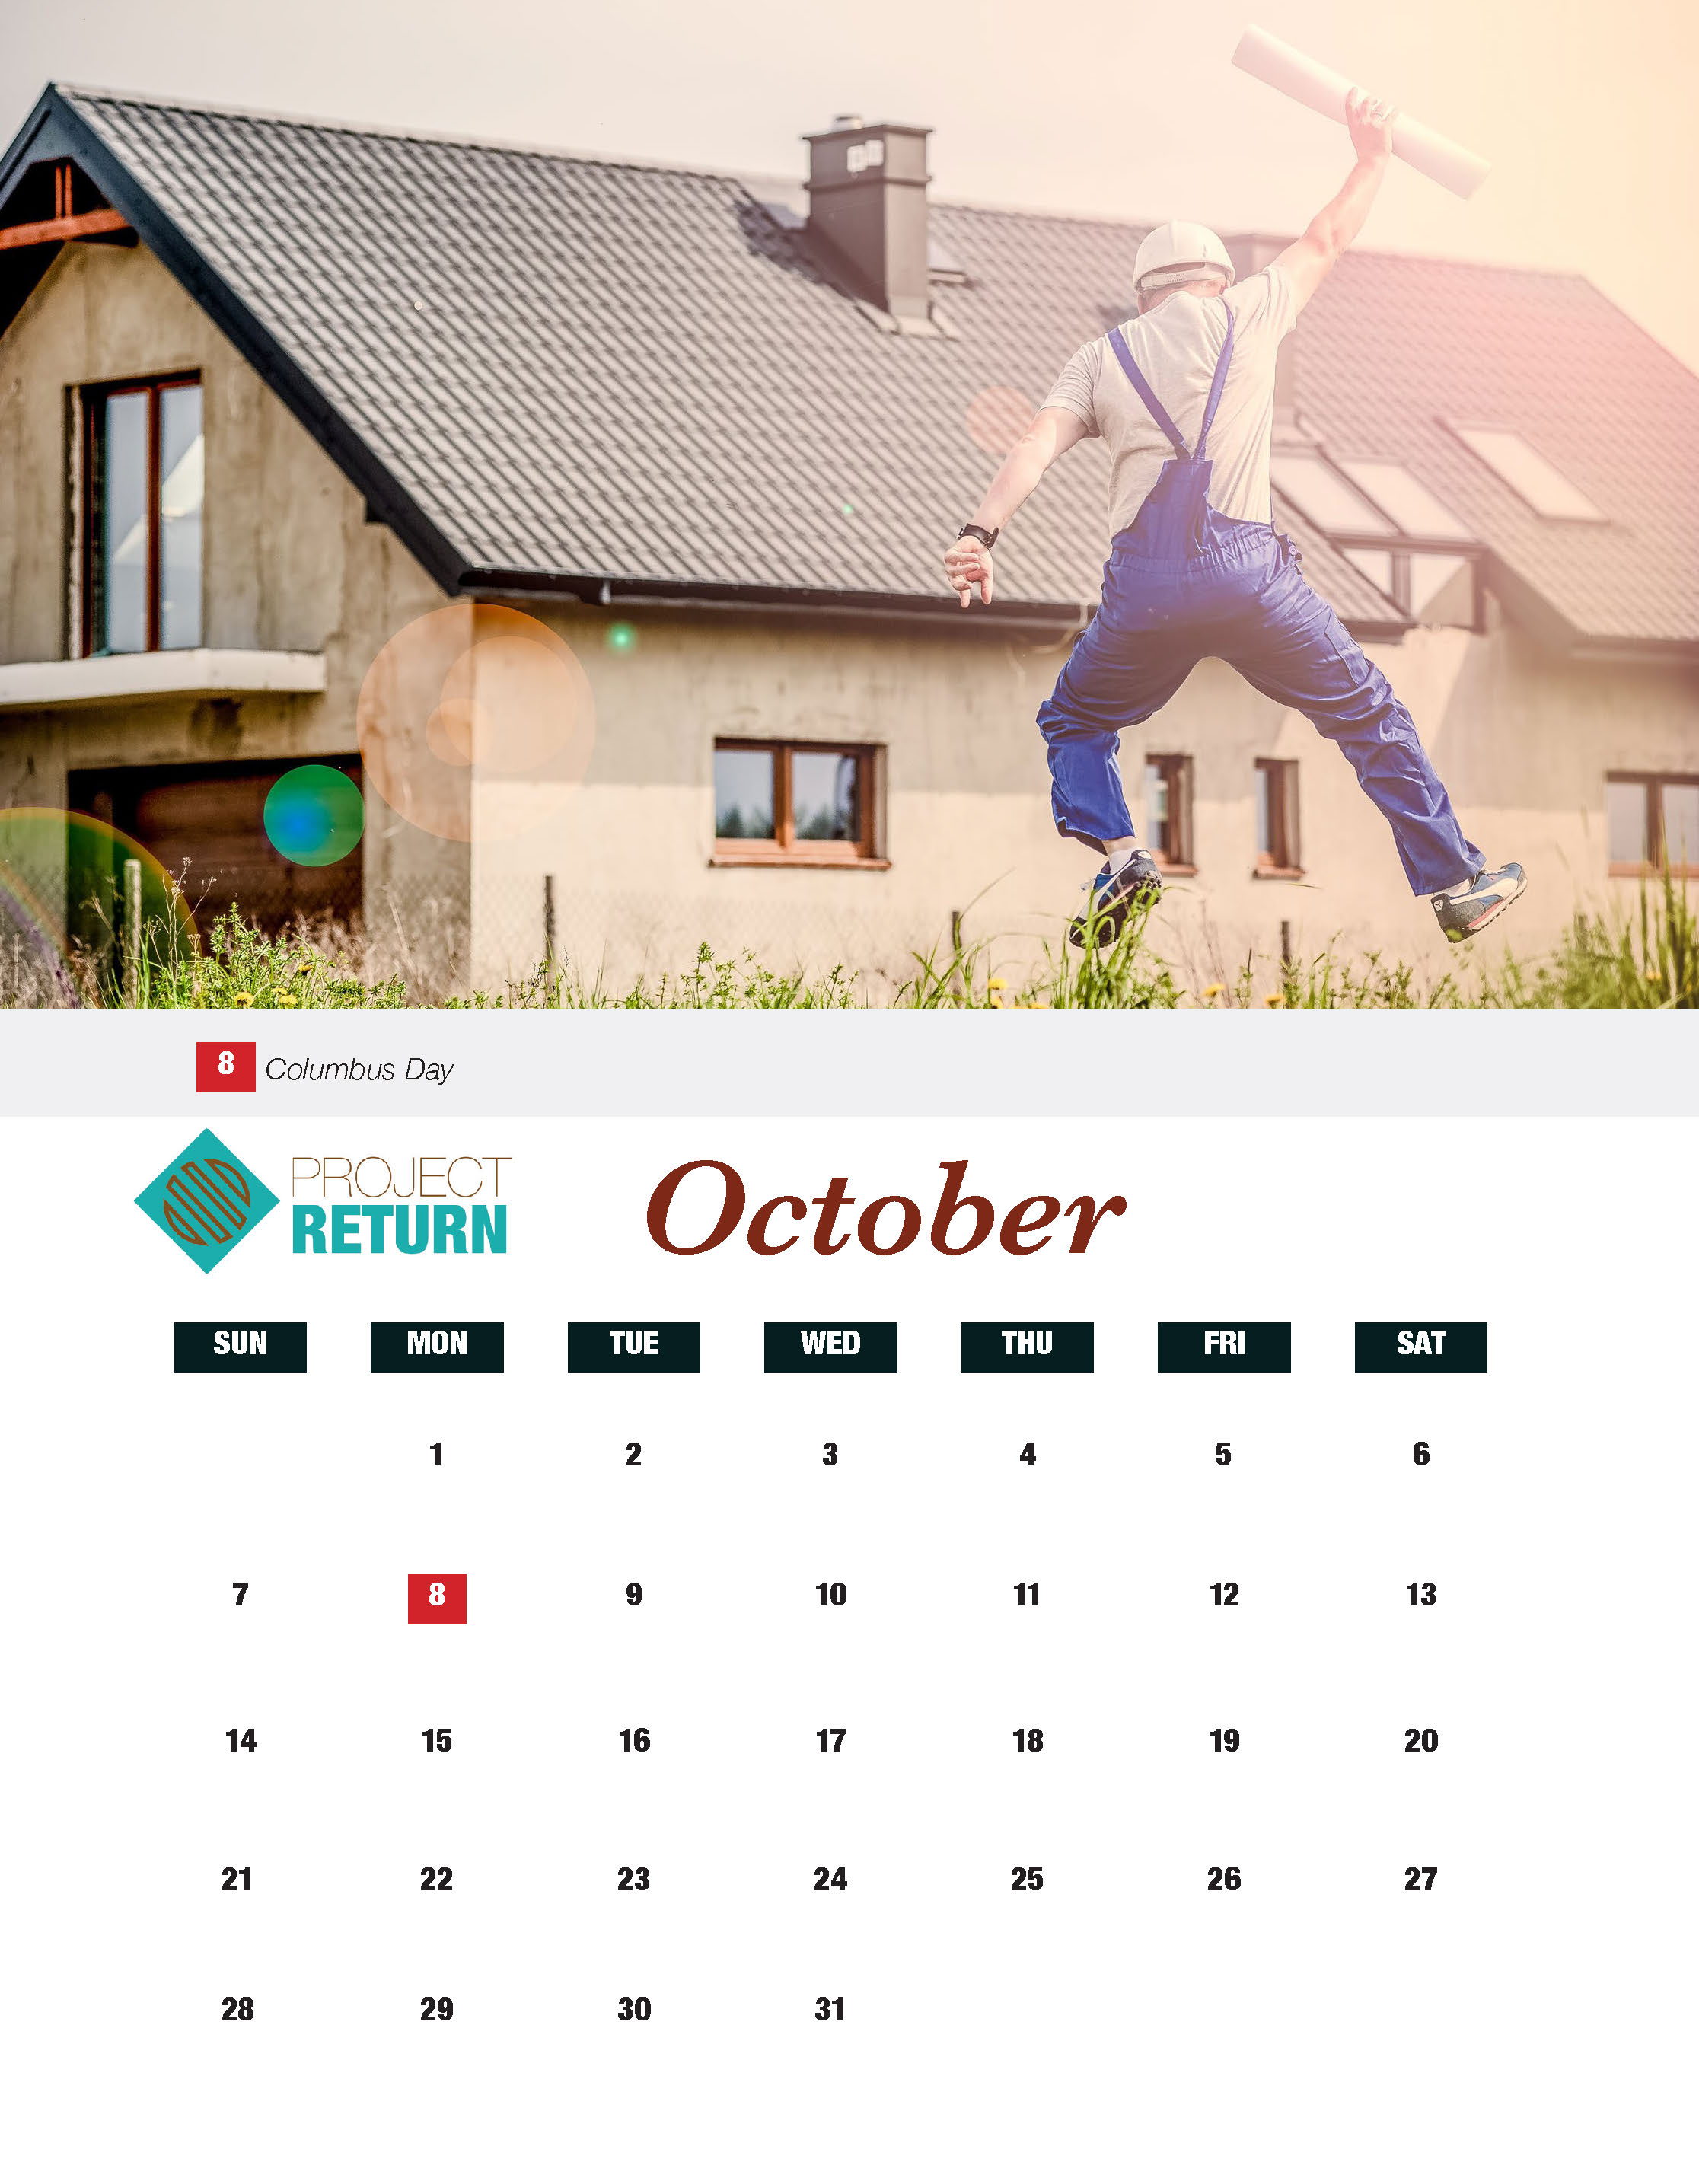 8 Columbus Day
PROJECT
RETURN
October
SUN MON TUE WED THU FRI SAT
1 2 3 4 5 6
7 8 9 10 11 12 13
14 15 16 17 18 19 20
21 22 23 24 25 26 27
28 29 30 31